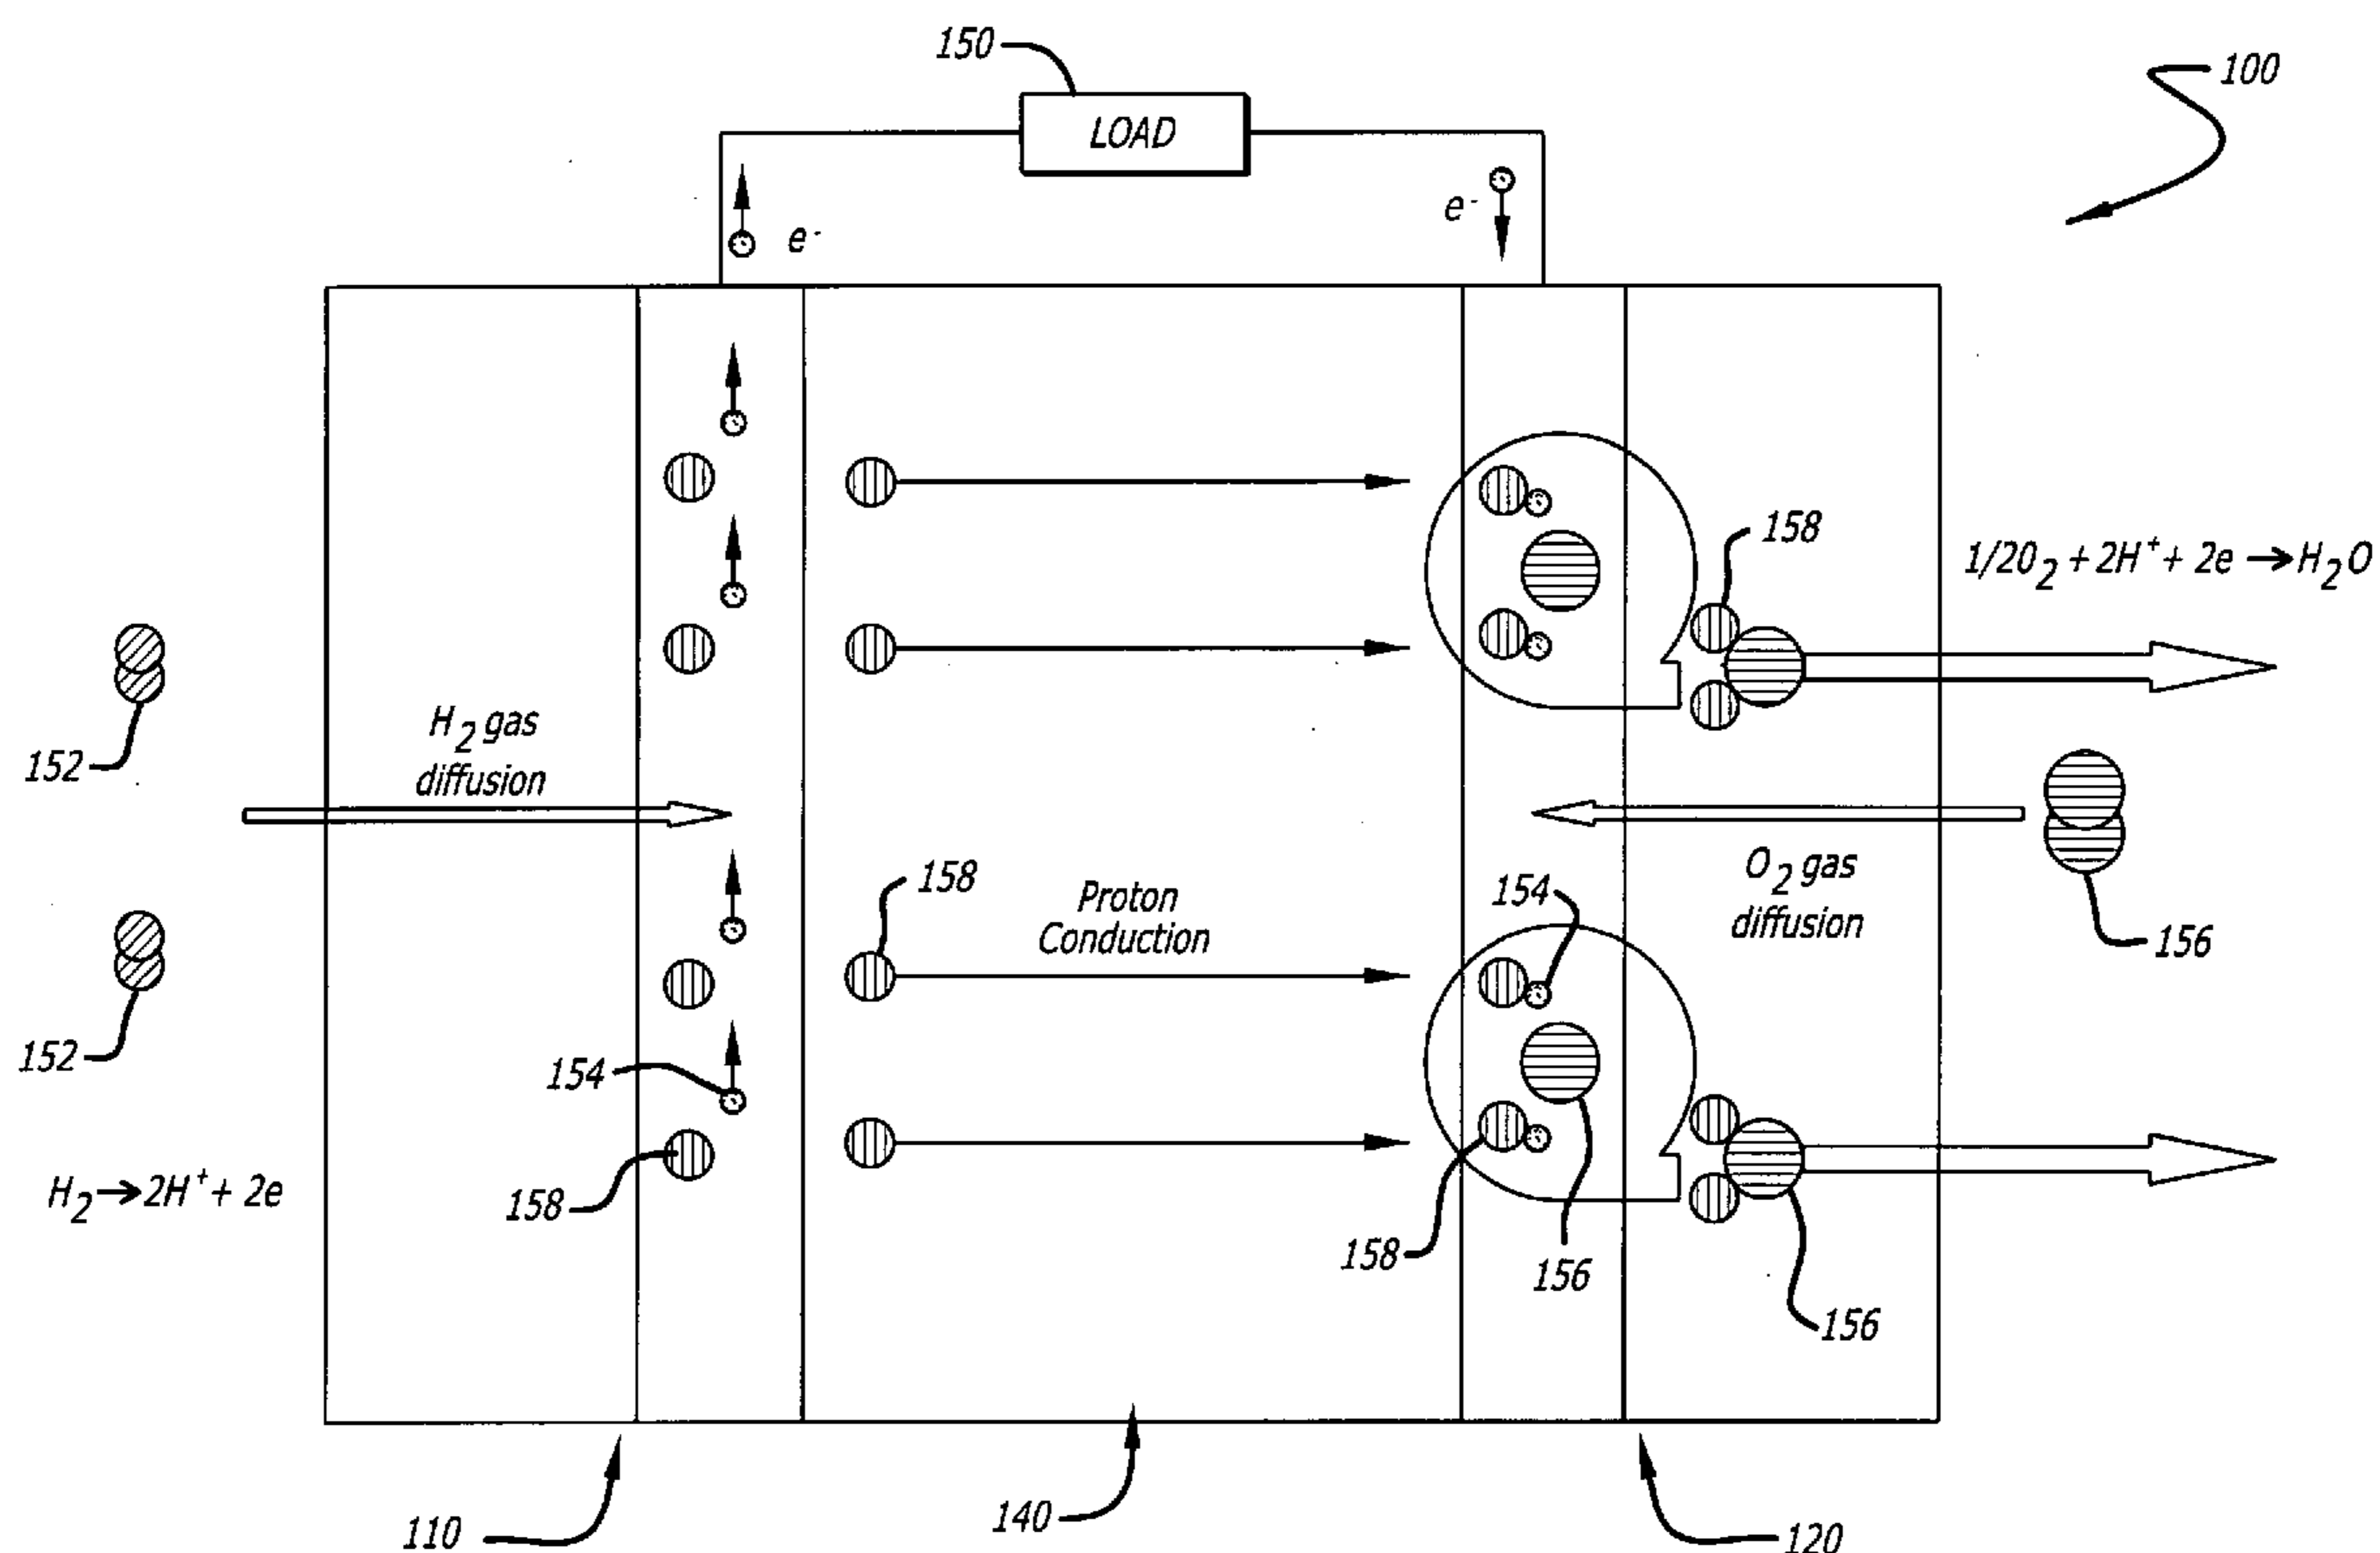 150
LOAD
100
e⁻
e⁻
158
1/2O₂ + 2H⁺ + 2e → H₂O
H₂ gas
diffusion
152
158
Proton
Conduction
154
O₂ gas
diffusion
156
152
154
H₂ → 2H⁺ + 2e
158
158
156
156
110
140
120